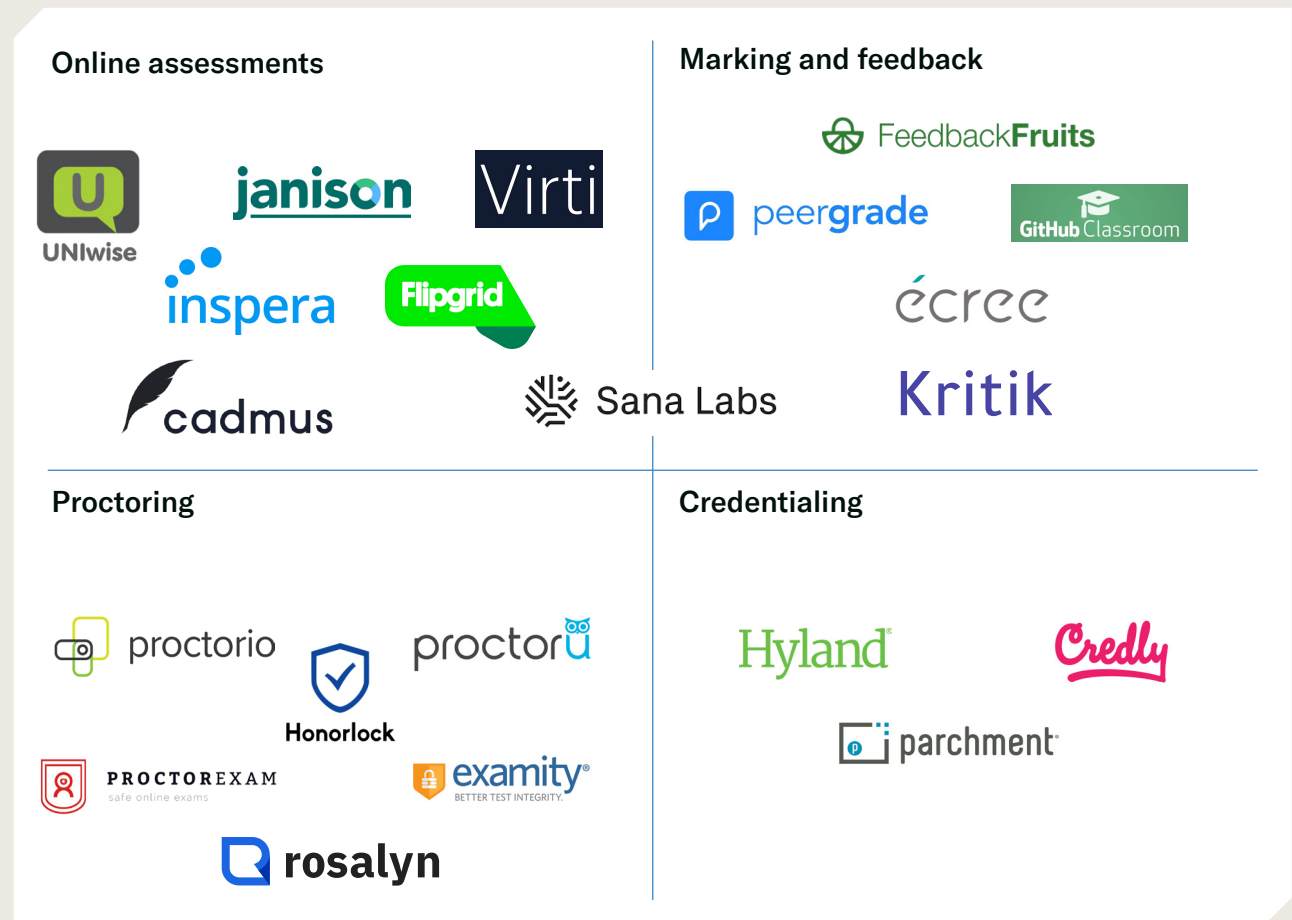 Online assessments
U
UNIwise
janison
Virti
inspera
Flipgrid
cadmus
Sana Labs
Marking and feedback
FeedbackFruits
peergrade
GitHub Classroom
écree
Kritik
Proctoring
proctorio
proctorü
Honorlock
PROCTOREXAM
safe online exams
examity®
BETTER TEST INTEGRITY.
rosalyn
Credentialing
Hyland®
Credly
p
parchment